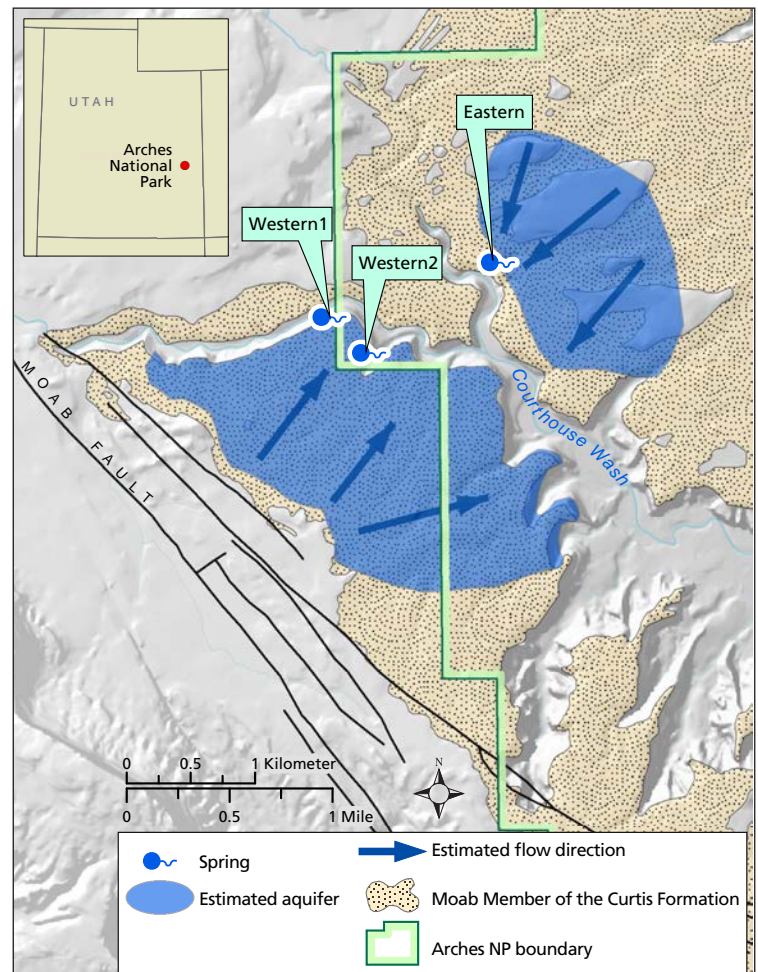 UTAH
Arches
National
Park
Eastern
Western1
Western2
MOAB FAULT
Courthouse Wash
N
0 0.5 1 Kilometer
0 0.5 1 Mile
Spring
Estimated flow direction
Estimated aquifer
Moab Member of the Curtis Formation
Arches NP boundary